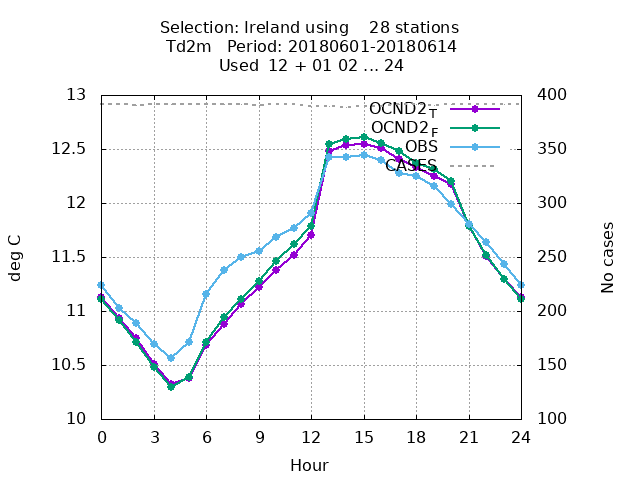 Selection: Ireland using    28 stations
Td2m   Period: 20180601-20180614
Used  12 + 01 02 ... 24
13
12.5
12
11.5
11
10.5
10
deg C
400
350
300
250
200
150
100
No cases
OCND2 T
OCND2 F
OBS
CASES
0 3 6 9 12 15 18 21 24
Hour